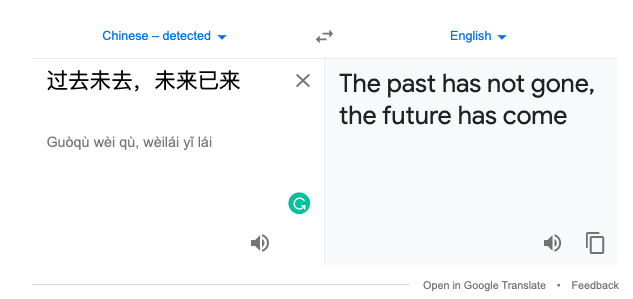 Chinese – detected
English
过去未去，未来已来
Guòqù wèi qù, wèilái yǐ lái
The past has not gone,
the future has come
Open in Google Translate • Feedback